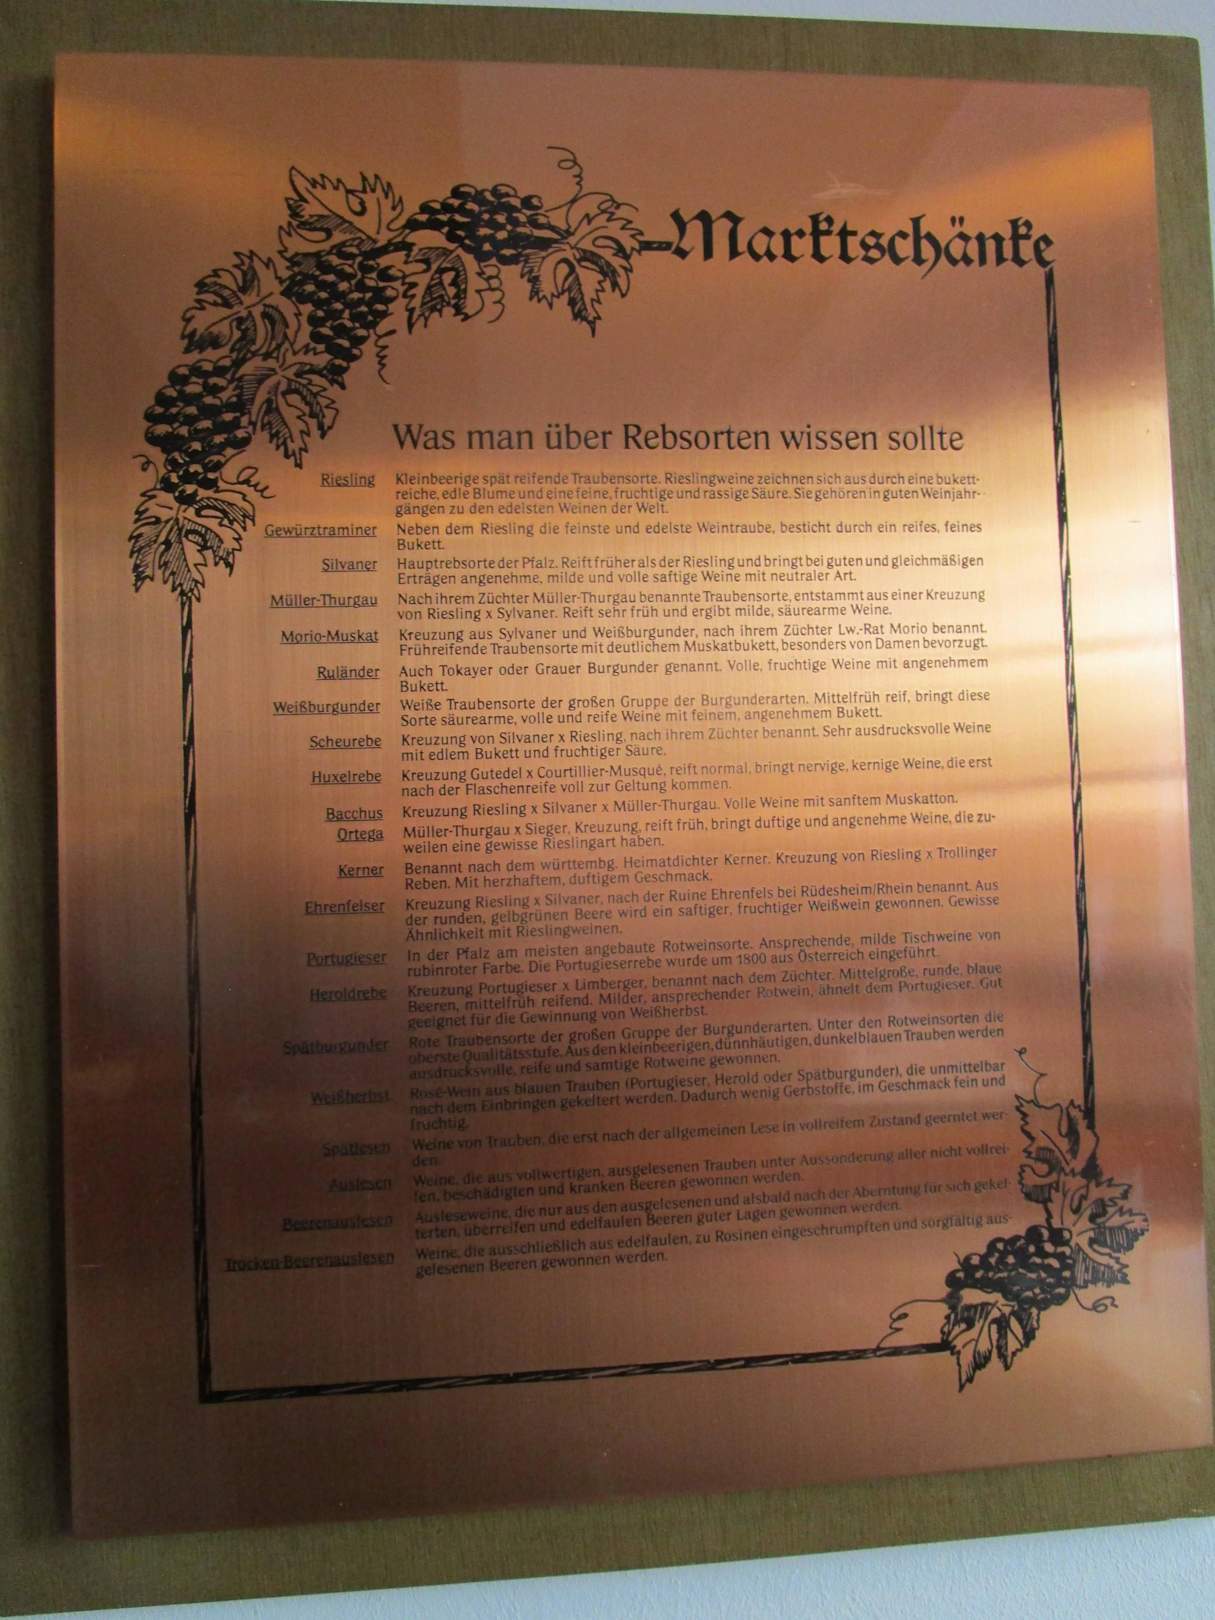 Marktschänke
Was man über Rebsorten wissen sollte
Riesling Kleinbeerige spät reifende Traubensorte. Rieslingweine zeichnen sich aus durch eine bukett-
reiche, edle Blume und eine feine, fruchtige und rassige Säure. Sie gehören in guten Weinjahr-
gängen zu den edelsten Weinen der Welt.
Gewürztraminer Neben dem Riesling die feinste und edelste Weintraube, besticht durch ein reifes, feines
Bukett.
Silvaner Hauptrebsorte der Pfalz. Reift früher als der Riesling und bringt bei guten und gleichmäßigen
Erträgen angenehme, milde und volle saftige Weine mit neutraler Art.
Müller-Thurgau Nach ihrem Züchter Müller-Thurgau benannte Traubensorte, entstammt aus einer Kreuzung
von Riesling x Sylvaner. Reift sehr früh und ergibt milde, säurearme Weine.
Morio-Muskat Kreuzung aus Sylvaner und Weißburgunder, nach ihrem Züchter Lw.-Rat Morio benannt.
Frühreifende Traubensorte mit deutlichem Muskatbukett, besonders von Damen bevorzugt.
Ruländer Auch Tokayer oder Grauer Burgunder genannt. Volle, fruchtige Weine mit angenehmem
Bukett.
Weißburgunder Weiße Traubensorte der großen Gruppe der Burgunderarten. Mittelfrüh reif, bringt diese
Sorte säurearme, volle und reife Weine mit feinem, angenehmem Bukett.
Scheurebe Kreuzung von Silvaner x Riesling, nach ihrem Züchter benannt. Sehr ausdrucksvolle Weine
mit edlem Bukett und fruchtiger Säure.
Huxelrebe Kreuzung Gutedel x Courtillier-Musqué, reift normal, bringt nervige, kernige Weine, die erst
nach der Flaschenreife voll zur Geltung kommen.
Bacchus Kreuzung Riesling x Silvaner x Müller-Thurgau. Volle Weine mit sanftem Muskatton.
Ortega Müller-Thurgau x Sieger, Kreuzung, reift früh, bringt duftige und angenehme Weine, die zu-
weilen eine gewisse Rieslingart haben.
Kerner Benannt nach dem württembg. Heimatdichter Kerner. Kreuzung von Riesling x Trollinger
Reben. Mit herzhaftem, duftigem Geschmack.
Ehrenfelser Kreuzung Riesling x Silvaner, nach der Ruine Ehrenfels bei Rüdesheim/Rhein benannt. Aus
der runden, gelbgrünen Beere wird ein saftiger, fruchtiger Weißwein gewonnen. Gewisse
Ähnlichkeit mit Rieslingweinen.
Portugieser In der Pfalz am meisten angebaute Rotweinsorte. Ansprechende, milde Tischweine von
rubinroter Farbe. Die Portugieserrebe wurde um 1800 aus Österreich eingeführt.
Heroldrebe Kreuzung Portugieser x Limberger, benannt nach dem Züchter. Mittelgroße, runde, blaue
Beeren, mittelfrüh reifend. Milder, ansprechender Rotwein, ähnelt dem Portugieser. Gut
geeignet für die Gewinnung von Weißherbst.
Spätburgunder Rote Traubensorte der großen Gruppe der Burgunderarten. Unter den Rotweinsorten die
oberste Qualitätsstufe. Aus den kleinbeerigen, dünnhäutigen, dunkelblauen Trauben werden
ausdrucksvolle, reife und samtige Rotweine gewonnen.
Weißherbst Rosé-Wein aus blauen Trauben (Portugieser, Herold oder Spätburgunder), die unmittelbar
nach dem Einbringen gekeltert werden. Dadurch wenig Gerbstoffe, im Geschmack fein und
fruchtig.
Spätlesen Weine von Trauben, die erst nach der allgemeinen Lese in vollreifem Zustand geerntet wer-
den.
Auslesen Weine, die aus vollwertigen, ausgelesenen Trauben unter Aussonderung aller nicht vollrei-
fen, beschädigten und kranken Beeren gewonnen werden.
Beerenauslesen Ausleseweine, die nur aus den ausgelesenen und alsbald nach der Aberntung für sich gekel-
terten, überreifen und edelfaulen Beeren guter Lagen gewonnen werden.
Trocken-Beerenauslesen Weine, die ausschließlich aus edelfaulen, zu Rosinen eingeschrumpften und sorgfältig aus-
gelesenen Beeren gewonnen werden.